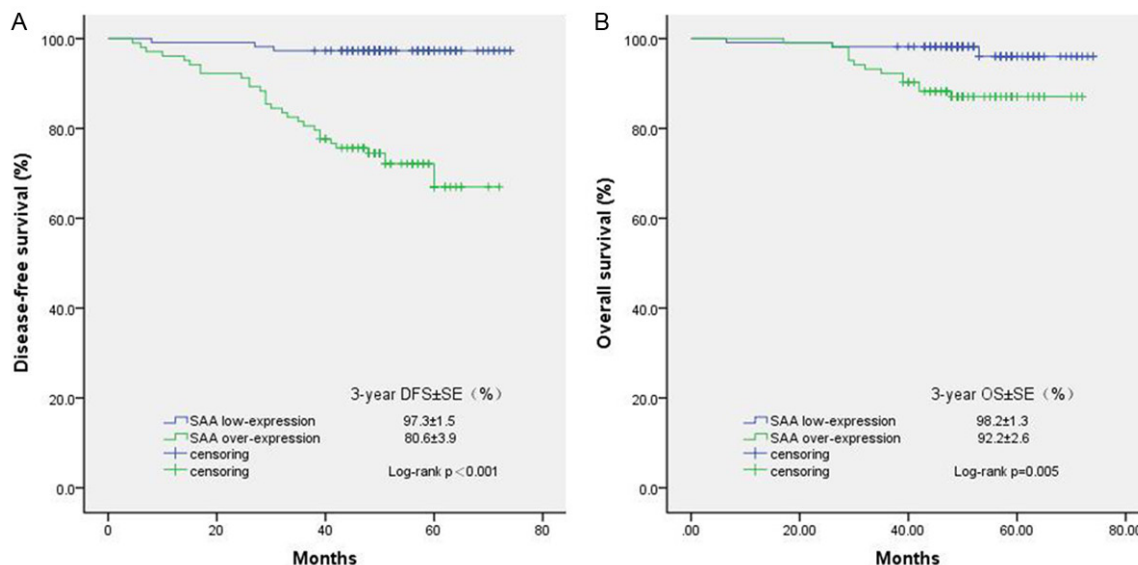 A
Disease-free survival (%)
100.0
80.0
60.0
40.0
20.0
0.0
3-year DFS±SE（%）
SAA low-expression 97.3±1.5
SAA over-expression 80.6±3.9
censoring
censoring Log-rank p＜0.001
0 20 40 60 80
Months
B
Overall survival (%)
100.0
80.0
60.0
40.0
20.0
0.0
3-year OS±SE（%）
SAA low-expression 98.2±1.3
SAA over-expression 92.2±2.6
censoring
censoring Log-rank p=0.005
.00 20.00 40.00 60.00 80.00
Months